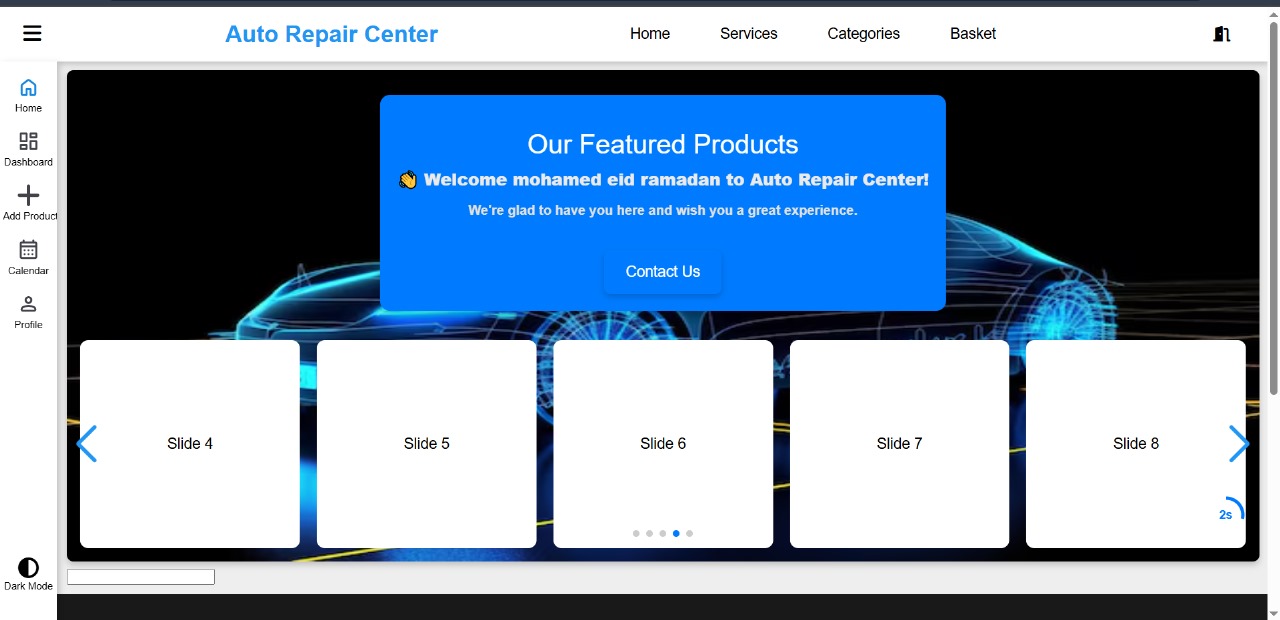 Auto Repair Center
Home
Services
Categories
Basket
Home
Dashboard
Add Product
Calendar
Profile
Dark Mode
Our Featured Products
👋 Welcome mohamed eid ramadan to Auto Repair Center!
We're glad to have you here and wish you a great experience.
Contact Us
Slide 4
Slide 5
Slide 6
Slide 7
Slide 8
2s